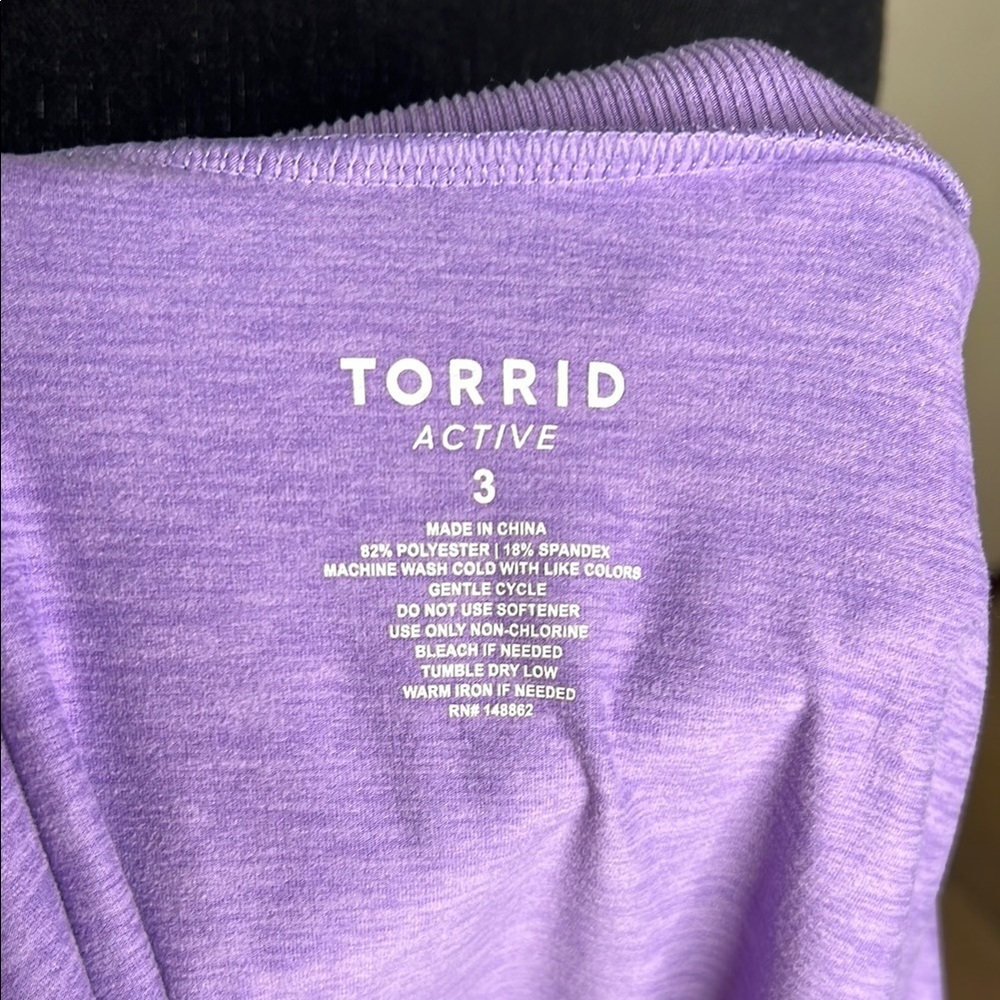 TORRID
ACTIVE
3
MADE IN CHINA
82% POLYESTER | 18% SPANDEX
MACHINE WASH COLD WITH LIKE COLORS
GENTLE CYCLE
DO NOT USE SOFTENER
USE ONLY NON-CHLORINE
BLEACH IF NEEDED
TUMBLE DRY LOW
WARM IRON IF NEEDED
RN# 148862